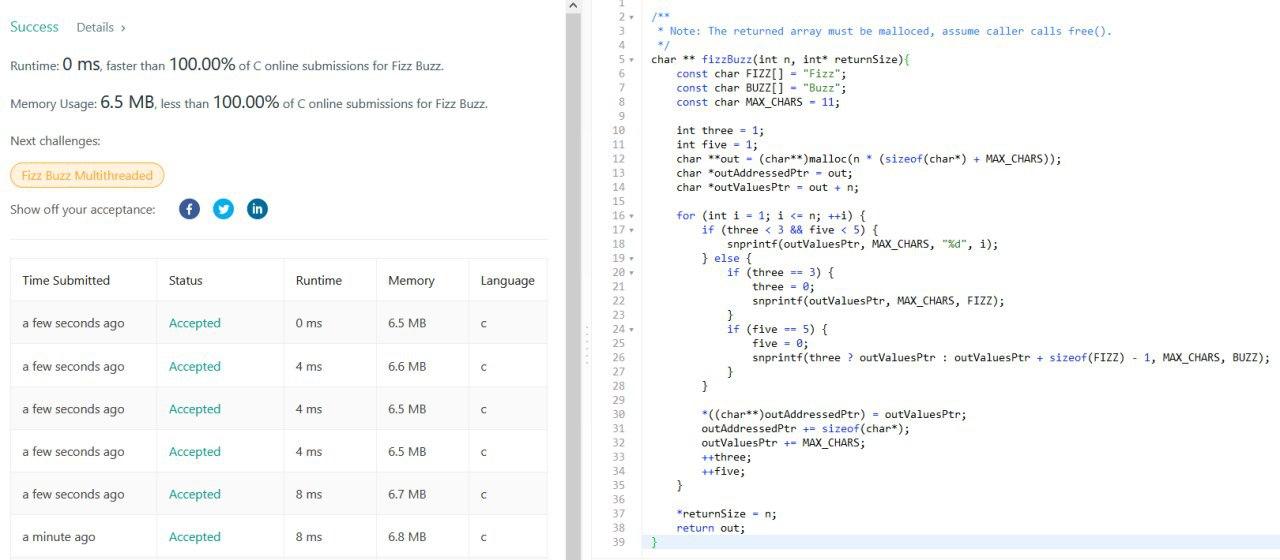 Success Details ›
Runtime: 0 ms, faster than 100.00% of C online submissions for Fizz Buzz.
Memory Usage: 6.5 MB, less than 100.00% of C online submissions for Fizz Buzz.
Next challenges:
Fizz Buzz Multithreaded
Show off your acceptance:
Time Submitted Status Runtime Memory Language
a few seconds ago Accepted 0 ms 6.5 MB c
a few seconds ago Accepted 4 ms 6.6 MB c
a few seconds ago Accepted 4 ms 6.5 MB c
a few seconds ago Accepted 4 ms 6.5 MB c
a few seconds ago Accepted 8 ms 6.7 MB c
a minute ago Accepted 8 ms 6.8 MB c
1
2 /**
3  * Note: The returned array must be malloced, assume caller calls free().
4  */
5 char ** fizzBuzz(int n, int* returnSize){
6     const char FIZZ[] = "Fizz";
7     const char BUZZ[] = "Buzz";
8     const char MAX_CHARS = 11;
9
10     int three = 1;
11     int five = 1;
12     char **out = (char**)malloc(n * (sizeof(char*) + MAX_CHARS));
13     char *outAddressedPtr = out;
14     char *outValuesPtr = out + n;
15
16     for (int i = 1; i <= n; ++i) {
17         if (three < 3 && five < 5) {
18             snprintf(outValuesPtr, MAX_CHARS, "%d", i);
19         } else {
20             if (three == 3) {
21                 three = 0;
22                 snprintf(outValuesPtr, MAX_CHARS, FIZZ);
23             }
24             if (five == 5) {
25                 five = 0;
26                 snprintf(three ? outValuesPtr : outValuesPtr + sizeof(FIZZ) - 1, MAX_CHARS, BUZZ);
27             }
28         }
29
30         *((char**)outAddressedPtr) = outValuesPtr;
31         outAddressedPtr += sizeof(char*);
32         outValuesPtr += MAX_CHARS;
33         ++three;
34         ++five;
35     }
36
37     *returnSize = n;
38     return out;
39 }